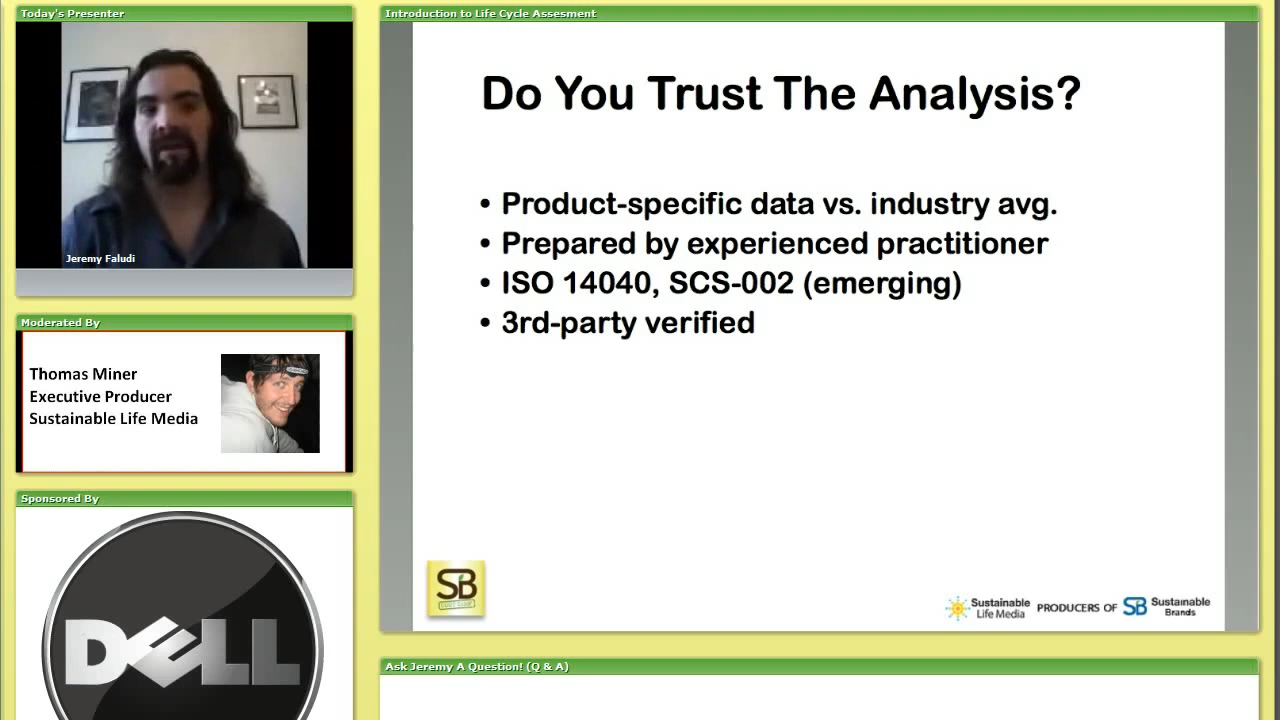 Today's Presenter
Jeremy Faludi
Moderated By
Thomas Miner
Executive Producer
Sustainable Life Media
Sponsored By
DELL
Introduction to Life Cycle Assesment
Do You Trust The Analysis?
• Product-specific data vs. industry avg.
• Prepared by experienced practitioner
• ISO 14040, SCS-002 (emerging)
• 3rd-party verified
SB
Sustainable
Life Media
PRODUCERS OF
SB
Sustainable
Brands
Ask Jeremy A Question! (Q & A)